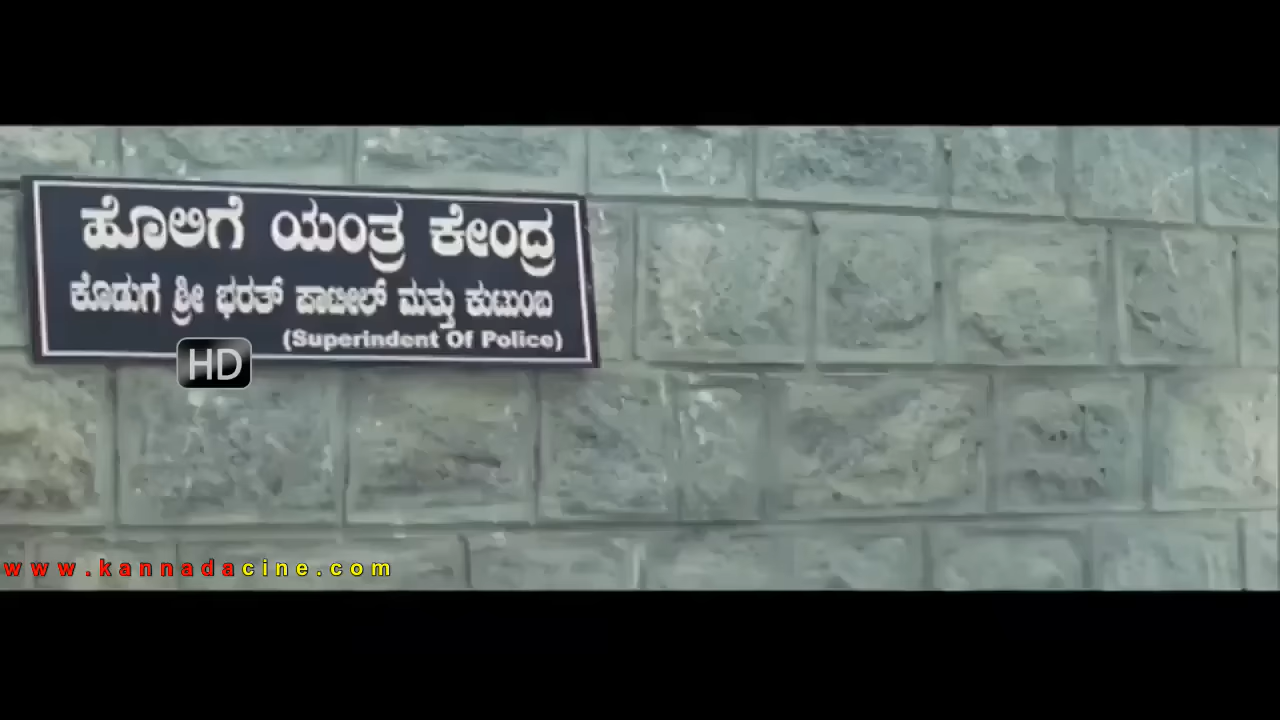 ಹೊಲಿಗೆ ಯಂತ್ರ ಕೇಂದ್ರ
ಕೊಡುಗೆ ಶ್ರೀ ಭರತ್ ಪಾಟೀಲ್ ಮತ್ತು ಕುಟುಂಬ
(Superindent Of Police)
HD
www.kannadacine.com